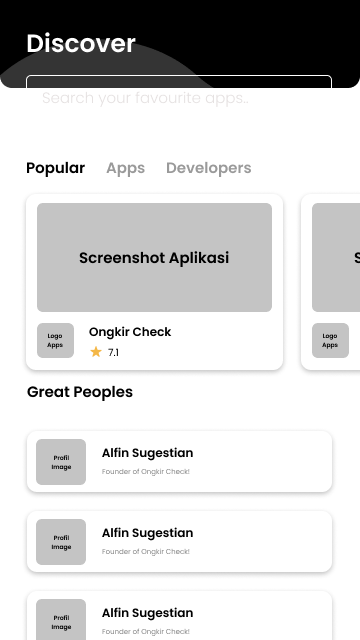 Discover
Search your favourite apps..
Popular Apps Developers
Screenshot Aplikasi
S
Logo
Apps
Ongkir Check
7.1
Logo
Apps
Great Peoples
Profil
Image
Alfin Sugestian
Founder of Ongkir Check!
Profil
Image
Alfin Sugestian
Founder of Ongkir Check!
Profil
Image
Alfin Sugestian
Founder of Ongkir Check!